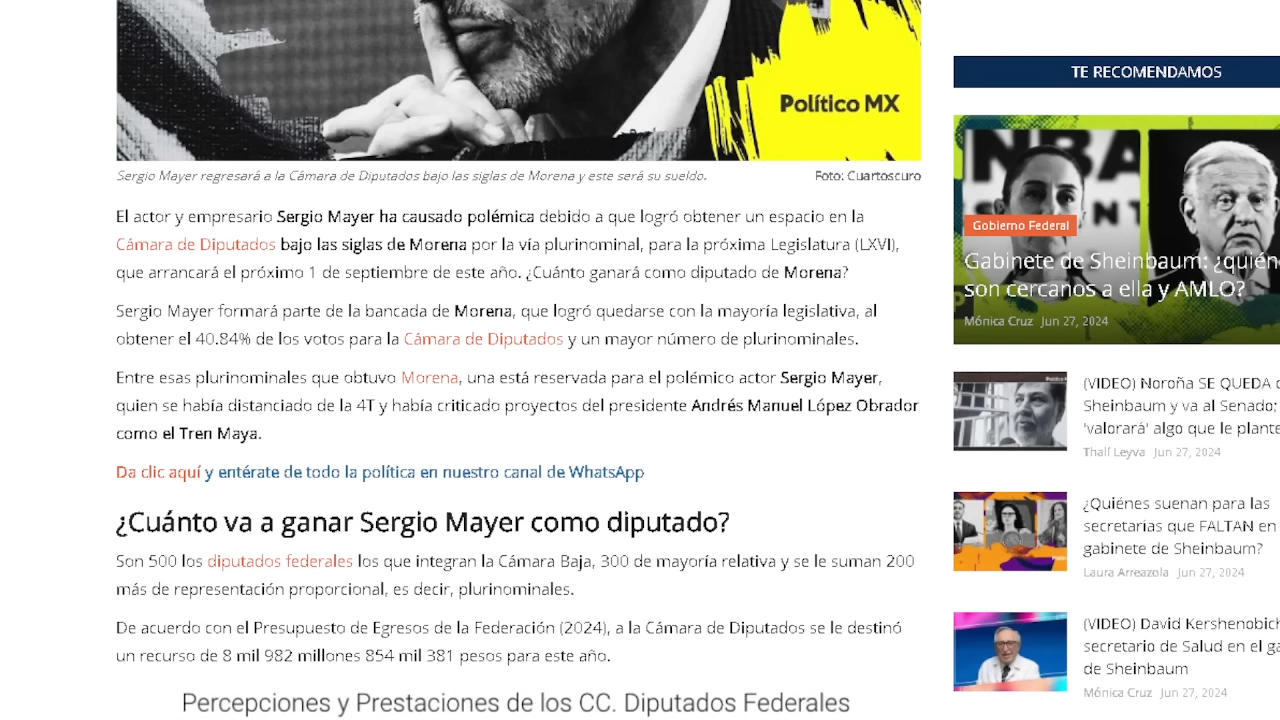 Político MX
Sergio Mayer regresará a la Cámara de Diputados bajo las siglas de Morena y este será su sueldo.
Foto: Cuartoscuro
El actor y empresario Sergio Mayer ha causado polémica debido a que logró obtener un espacio en la
Cámara de Diputados bajo las siglas de Morena por la vía plurinominal, para la próxima Legislatura (LXVI),
que arrancará el próximo 1 de septiembre de este año. ¿Cuánto ganará como diputado de Morena?
Sergio Mayer formará parte de la bancada de Morena, que logró quedarse con la mayoría legislativa, al
obtener el 40.84% de los votos para la Cámara de Diputados y un mayor número de plurinominales.
Entre esas plurinominales que obtuvo Morena, una está reservada para el polémico actor Sergio Mayer,
quien se había distanciado de la 4T y había criticado proyectos del presidente Andrés Manuel López Obrador
como el Tren Maya.
Da clic aquí y entérate de todo la política en nuestro canal de WhatsApp
¿Cuánto va a ganar Sergio Mayer como diputado?
Son 500 los diputados federales los que integran la Cámara Baja, 300 de mayoría relativa y se le suman 200
más de representación proporcional, es decir, plurinominales.
De acuerdo con el Presupuesto de Egresos de la Federación (2024), a la Cámara de Diputados se le destinó
un recurso de 8 mil 982 millones 854 mil 381 pesos para este año.
Percepciones y Prestaciones de los CC. Diputados Federales
TE RECOMENDAMOS
Gobierno Federal
Gabinete de Sheinbaum: ¿quién
son cercanos a ella y AMLO?
Mónica Cruz Jun 27, 2024
(VIDEO) Noroña SE QUEDA
Sheinbaum y va al Senado;
'valorará' algo que le plante
Thalí Leyva Jun 27, 2024
¿Quiénes suenan para las
secretarías que FALTAN en
gabinete de Sheinbaum?
Laura Arreazola Jun 27, 2024
(VIDEO) David Kershenobich
secretario de Salud en el ga
de Sheinbaum
Mónica Cruz Jun 27, 2024